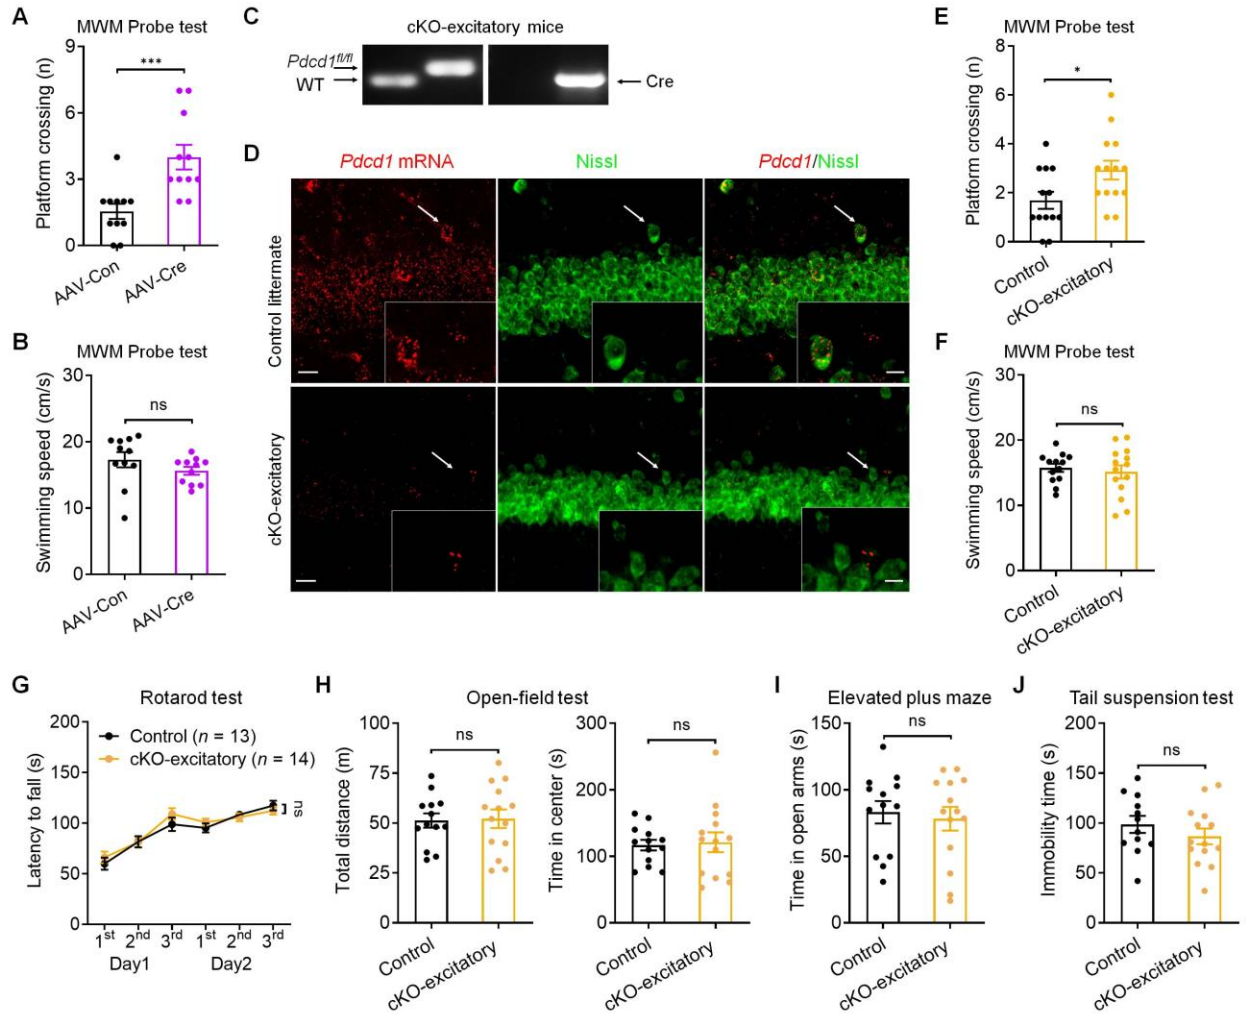 A
MWM Probe test
Platform crossing (n)
9
6
3
0
***
AAV-Con
AAV-Cre
B
MWM Probe test
Swimming speed (cm/s)
30
20
10
0
ns
AAV-Con
AAV-Cre
C
cKO-excitatory mice
Pdcd1fl/fl
WT
Cre
D
Pdcd1 mRNA
Nissl
Pdcd1/Nissl
Control littermate
cKO-excitatory
E
MWM Probe test
Platform crossing (n)
8
6
4
2
0
*
Control
cKO-excitatory
F
MWM Probe test
Swimming speed (cm/s)
30
20
10
0
ns
Control
cKO-excitatory
G
Rotarod test
Latency to fall (s)
200
150
100
50
0
Control (n = 13)
cKO-excitatory (n = 14)
ns
1st 2nd 3rd 1st 2nd 3rd
Day1 Day2
H
Open-field test
Total distance (m)
100
75
50
25
0
ns
Control
cKO-excitatory
Time in center (s)
300
200
100
0
ns
Control
cKO-excitatory
I
Elevated plus maze
Time in open arms (s)
150
100
50
0
ns
Control
cKO-excitatory
J
Tail suspension test
Immoblity time (s)
200
150
100
50
0
ns
Control
cKO-excitatory